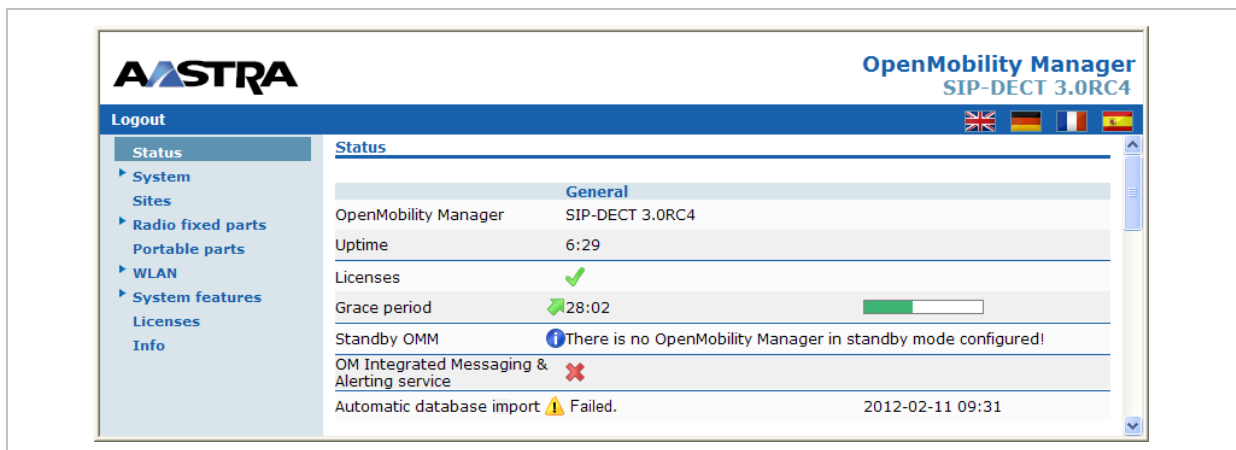 AASTRA
OpenMobility Manager
SIP-DECT 3.0RC4
Logout
Status
System
Sites
Radio fixed parts
Portable parts
WLAN
System features
Licenses
Info
Status
General
OpenMobility Manager SIP-DECT 3.0RC4
Uptime 6:29
Licenses
Grace period 28:02
Standby OMM There is no OpenMobility Manager in standby mode configured!
OM Integrated Messaging &
Alerting service
Automatic database import Failed. 2012-02-11 09:31